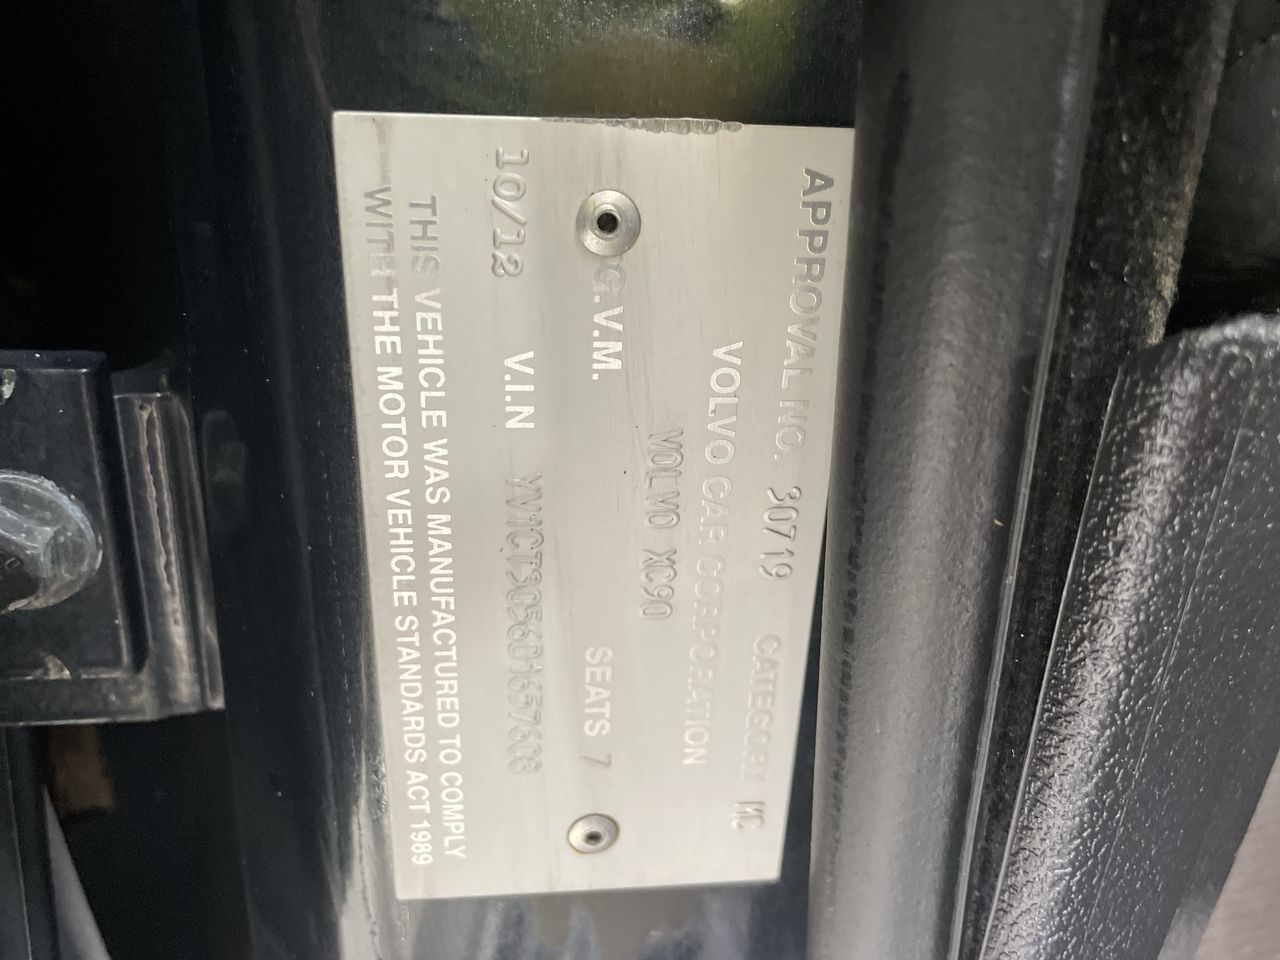 APPROVAL NO. 30719 CATEGORY MC
VOLVO CAR CORPORATION
VOLVO XC90
G.V.M. SEATS 7
10/12 V.I.N
THIS VEHICLE WAS MANUFACTURED TO COMPLY
WITH THE MOTOR VEHICLE STANDARDS ACT 1989